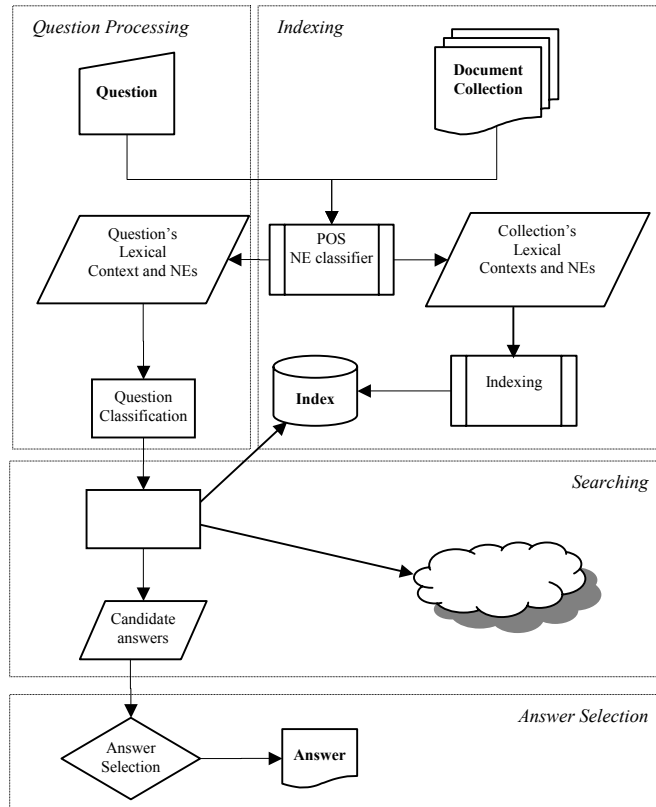 Question Processing
Indexing
Question
Document
Collection
Question's
Lexical
Context and NEs
POS
NE classifier
Collection's
Lexical
Contexts and NEs
Question
Classification
Index
Indexing
Searching
Candidate
answers
Answer Selection
Answer
Selection
Answer